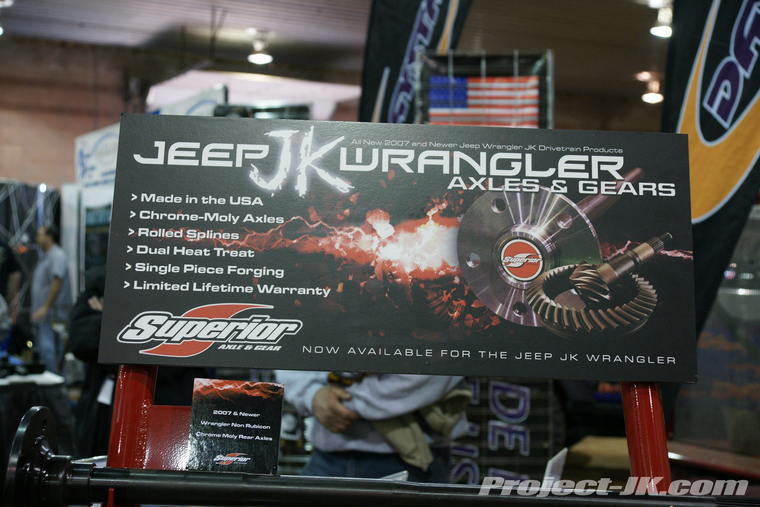 All New 2007 and Newer Jeep Wrangler JK Drivetrain Products
JEEP JK WRANGLER
AXLES & GEARS
> Made in the USA
> Chrome-Moly Axles
> Rolled Splines
> Dual Heat Treat
> Single Piece Forging
> Limited Lifetime Warranty
Superior
Superior
AXLE & GEAR
NOW AVAILABLE FOR THE JEEP JK WRANGLER
2007 & Newer
Wrangler Non Rubicon
Chrome Moly Rear Axles
Superior
Project-JK.com